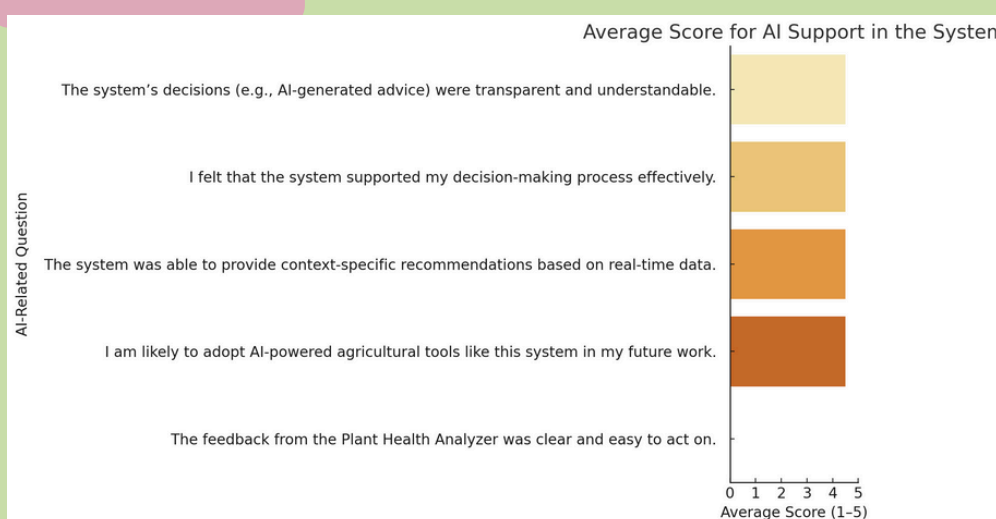 Average Score for AI Support in the System
The system’s decisions (e.g., AI-generated advice) were transparent and understandable.
I felt that the system supported my decision-making process effectively.
The system was able to provide context-specific recommendations based on real-time data.
I am likely to adopt AI-powered agricultural tools like this system in my future work.
The feedback from the Plant Health Analyzer was clear and easy to act on.
AI-Related Question
0 1 2 3 4 5
Average Score (1–5)